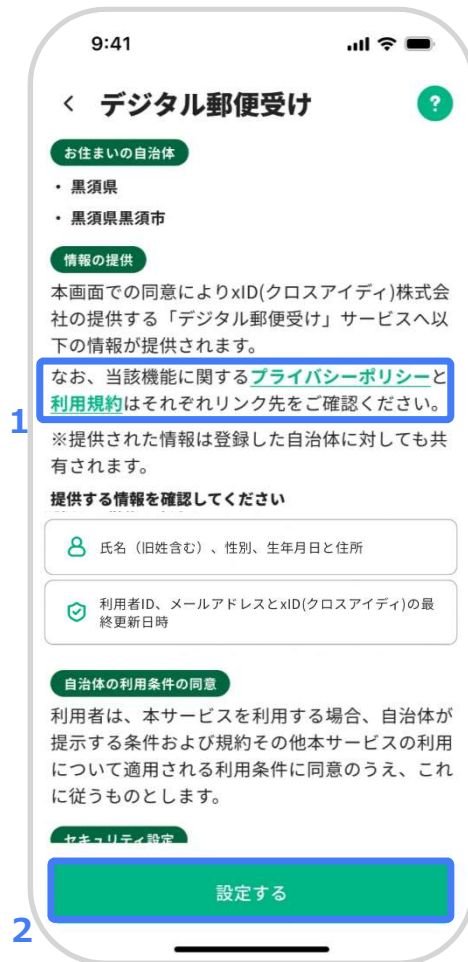 9:41
デジタル郵便受け
?
お住まいの自治体
・ 黒須県
・ 黒須県黒須市
情報の提供
本画面での同意によりxID(クロスアイディ)株式会
社の提供する「デジタル郵便受け」サービスへ以
下の情報が提供されます。
なお、当該機能に関するプライバシーポリシーと
1
利用規約はそれぞれリンク先をご確認ください。
※提供された情報は登録した自治体に対しても共
有されます。
提供する情報を確認してください
氏名（旧姓含む）、性別、生年月日と住所
利用者ID、メールアドレスとxID(クロスアイディ)の最
終更新日時
自治体の利用条件の同意
利用者は、本サービスを利用する場合、自治体が
提示する条件および規約その他本サービスの利用
について適用される利用条件に同意のうえ、これ
に従うものとします。
セキュリティ設定
設定する
2